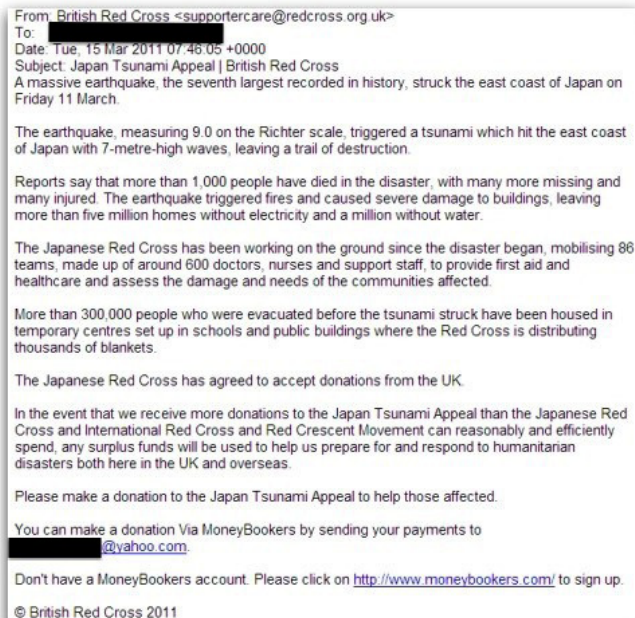 From: British Red Cross <supportercare@redcross.org.uk>
To:
Date: Tue, 15 Mar 2011 07:46:05 +0000
Subject: Japan Tsunami Appeal | British Red Cross
A massive earthquake, the seventh largest recorded in history, struck the east coast of Japan on
Friday 11 March.
The earthquake, measuring 9.0 on the Richter scale, triggered a tsunami which hit the east coast
of Japan with 7-metre-high waves, leaving a trail of destruction.
Reports say that more than 1,000 people have died in the disaster, with many more missing and
many injured. The earthquake triggered fires and caused severe damage to buildings, leaving
more than five million homes without electricity and a million without water.
The Japanese Red Cross has been working on the ground since the disaster began, mobilising 86
teams, made up of around 600 doctors, nurses and support staff, to provide first aid and
healthcare and assess the damage and needs of the communities affected.
More than 300,000 people who were evacuated before the tsunami struck have been housed in
temporary centres set up in schools and public buildings where the Red Cross is distributing
thousands of blankets.
The Japanese Red Cross has agreed to accept donations from the UK.
In the event that we receive more donations to the Japan Tsunami Appeal than the Japanese Red
Cross and International Red Cross and Red Crescent Movement can reasonably and efficiently
spend, any surplus funds will be used to help us prepare for and respond to humanitarian
disasters both here in the UK and overseas.
Please make a donation to the Japan Tsunami Appeal to help those affected.
You can make a donation Via MoneyBookers by sending your payments to
@yahoo.com.
Don't have a MoneyBookers account. Please click on http://www.moneybookers.com/ to sign up.
© British Red Cross 2011